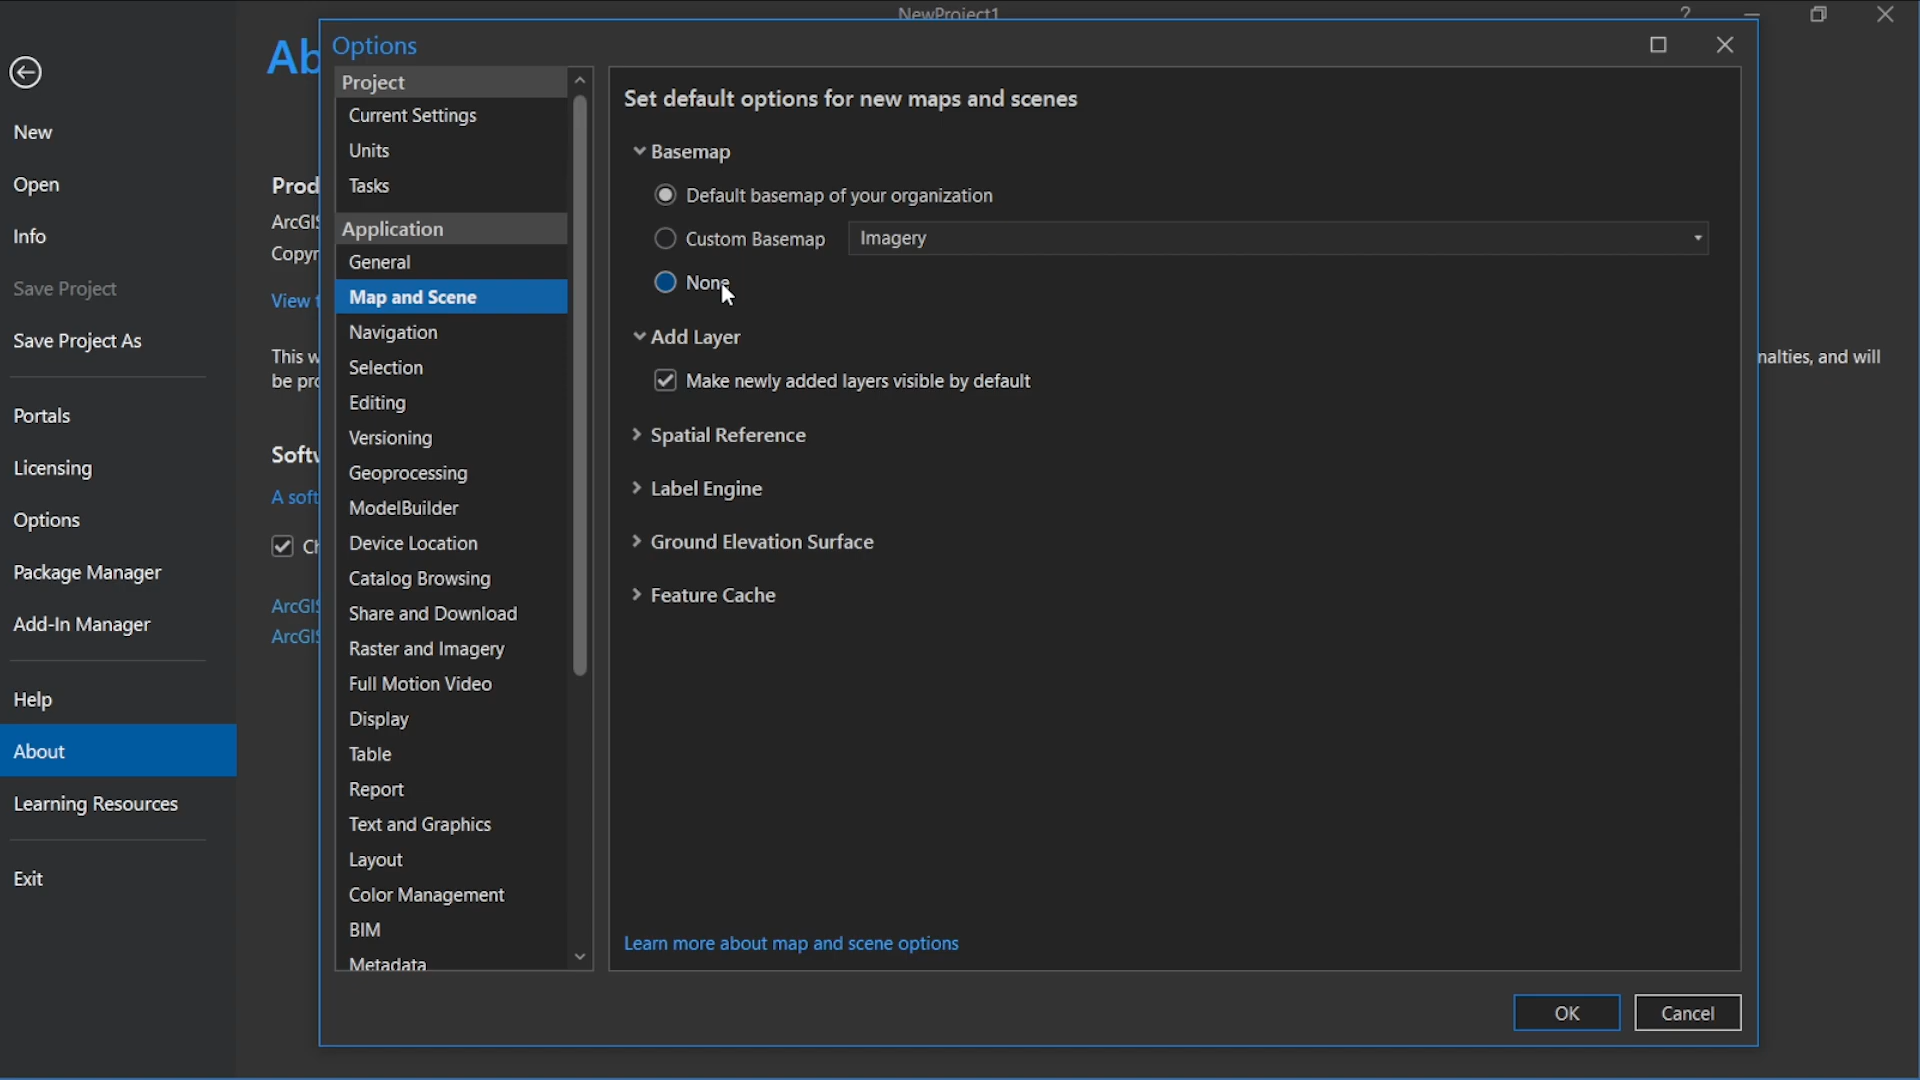 NewProject1
?
New
Open
Info
Save Project
Save Project As
Portals
Licensing
Options
Package Manager
Add-In Manager
Help
About
Learning Resources
Exit
Ab
Prod
ArcGIS
Copyr
View t
This w
be pro
nalties, and will
Softw
A soft
Ch
ArcGIS
ArcGIS
Options
Project
Current Settings
Units
Tasks
Application
General
Map and Scene
Navigation
Selection
Editing
Versioning
Geoprocessing
ModelBuilder
Device Location
Catalog Browsing
Share and Download
Raster and Imagery
Full Motion Video
Display
Table
Report
Text and Graphics
Layout
Color Management
BIM
Metadata
Set default options for new maps and scenes
Basemap
Default basemap of your organization
Custom Basemap Imagery
None
Add Layer
Make newly added layers visible by default
Spatial Reference
Label Engine
Ground Elevation Surface
Feature Cache
Learn more about map and scene options
OK Cancel